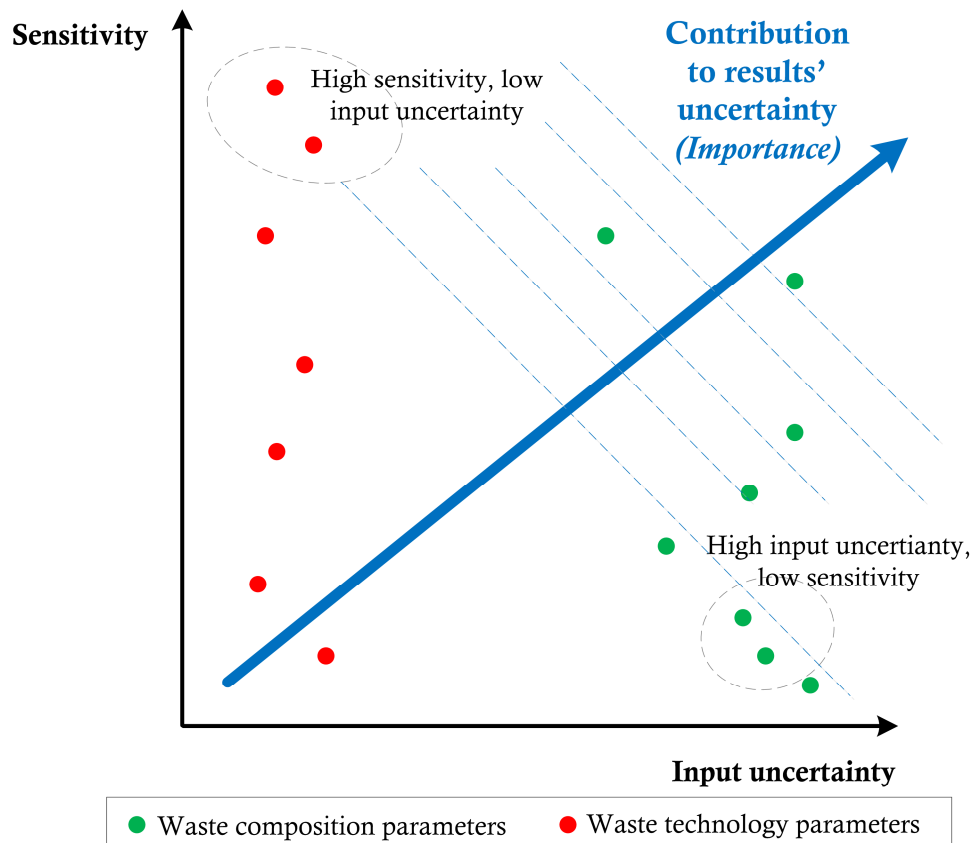 Sensitivity
Contribution
to results’
uncertainty
(Importance)
High sensitivity, low
input uncertainty
High input uncertianty,
low sensitivity
Input uncertainty
Waste composition parameters
Waste technology parameters